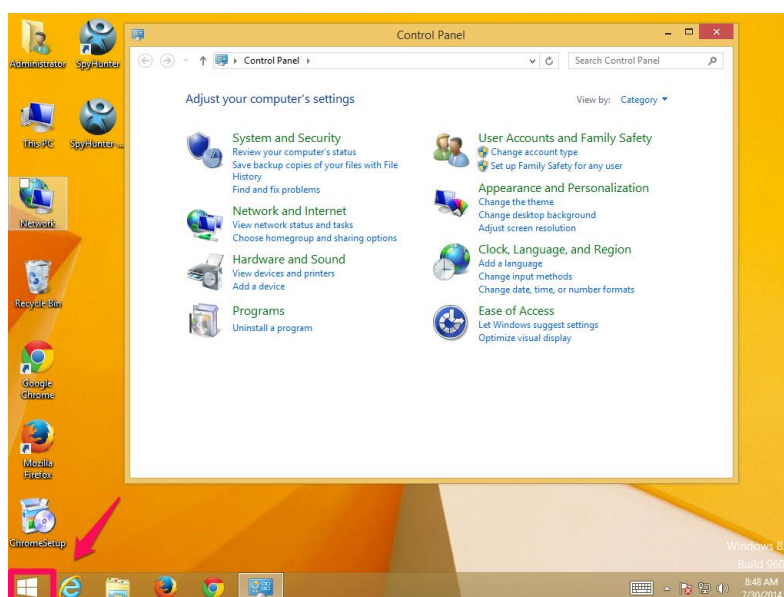 Administrator
SpyHunter
This PC
SpyHunter-...
Network
Recycle Bin
Google
Chrome
Mozilla
Firefox
ChromeSetup
Control Panel
Control Panel
Search Control Panel
Adjust your computer's settings
View by: Category
System and Security
Review your computer's status
Save backup copies of your files with File
History
Find and fix problems
Network and Internet
View network status and tasks
Choose homegroup and sharing options
Hardware and Sound
View devices and printers
Add a device
Programs
Uninstall a program
User Accounts and Family Safety
Change account type
Set up Family Safety for any user
Appearance and Personalization
Change the theme
Change desktop background
Adjust screen resolution
Clock, Language, and Region
Add a language
Change input methods
Change date, time, or number formats
Ease of Access
Let Windows suggest settings
Optimize visual display
Windows 8.
Build 960
8:48 AM
7/30/2014